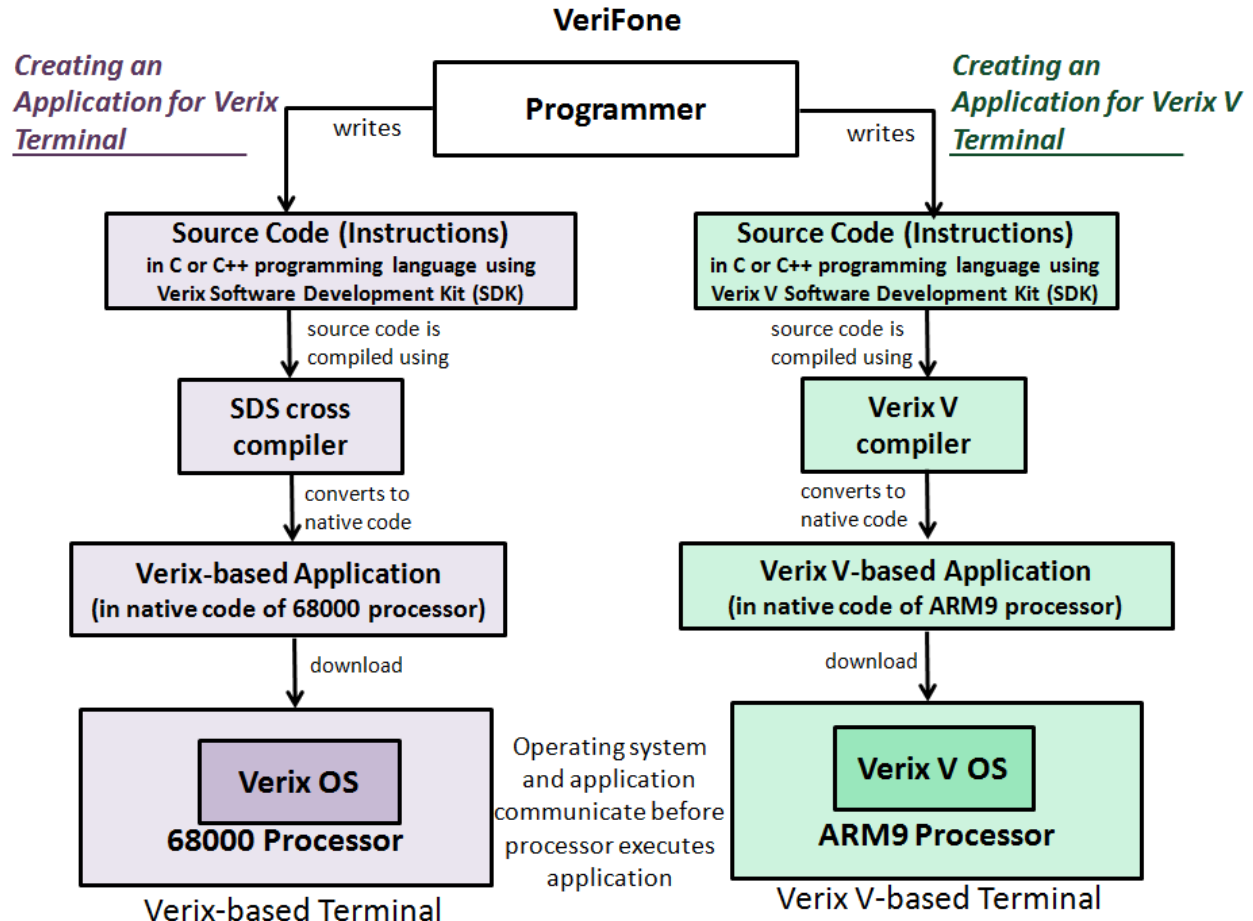 VeriFone
Creating an
Application for Verix
Terminal
Programmer
Creating an
Application for Verix V
Terminal
writes
writes
Source Code (Instructions)
in C or C++ programming language using
Verix Software Development Kit (SDK)
Source Code (Instructions)
in C or C++ programming language using
Verix V Software Development Kit (SDK)
source code is
compiled using
source code is
compiled using
SDS cross
compiler
Verix V
compiler
converts to
native code
converts to
native code
Verix-based Application
(in native code of 68000 processor)
Verix V-based Application
(in native code of ARM9 processor)
download
download
Verix OS
68000 Processor
Operating system
and application
communicate before
processor executes
application
Verix V OS
ARM9 Processor
Verix-based Terminal
Verix V-based Terminal